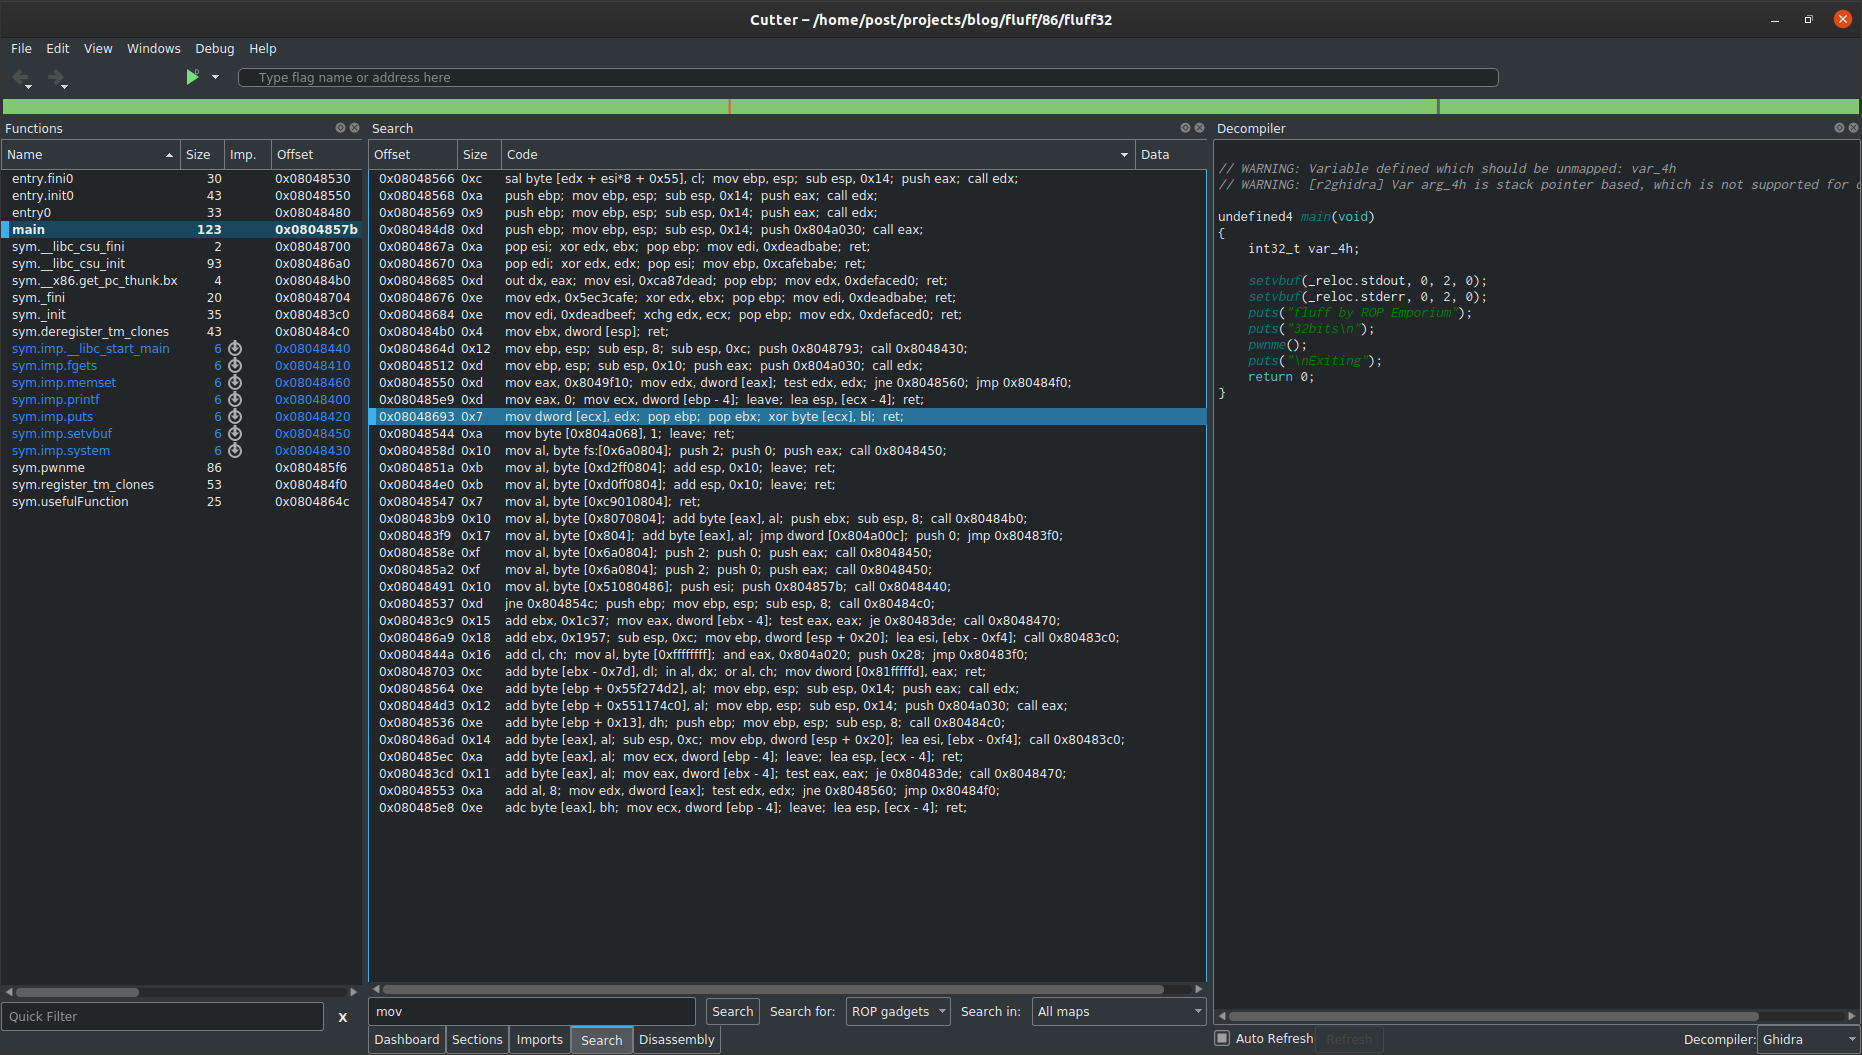 Cutter – /home/post/projects/blog/fluff/86/fluff32
File Edit View Windows Debug Help
Type flag name or address here
Functions
Name Size Imp. Offset
entry.fini0 30 0x08048530
entry.init0 43 0x08048550
entry0 33 0x08048480
main 123 0x0804857b
sym.__libc_csu_fini 2 0x08048700
sym.__libc_csu_init 93 0x080486a0
sym.__x86.get_pc_thunk.bx 4 0x080484b0
sym._fini 20 0x08048704
sym._init 35 0x080483c0
sym.deregister_tm_clones 43 0x080484c0
sym.imp.__libc_start_main 6 0x08048440
sym.imp.fgets 6 0x08048410
sym.imp.memset 6 0x08048460
sym.imp.printf 6 0x08048400
sym.imp.puts 6 0x08048420
sym.imp.setvbuf 6 0x08048450
sym.imp.system 6 0x08048430
sym.pwnme 86 0x080485f6
sym.register_tm_clones 53 0x080484f0
sym.usefulFunction 25 0x0804864c
Quick Filter X
Search
Offset Size Code Data
0x08048566 0xc sal byte [edx + esi*8 + 0x55], cl; mov ebp, esp; sub esp, 0x14; push eax; call edx;
0x08048568 0xa push ebp; mov ebp, esp; sub esp, 0x14; push eax; call edx;
0x08048569 0x9 push ebp; mov ebp, esp; sub esp, 0x14; push eax; call edx;
0x080484d8 0xd push ebp; mov ebp, esp; sub esp, 0x14; push 0x804a030; call eax;
0x0804867a 0xa pop esi; xor edx, ebx; pop ebp; mov edi, 0xdeadbabe; ret;
0x08048670 0xa pop edi; xor edx, edx; pop esi; mov ebp, 0xcafebabe; ret;
0x08048685 0xd out dx, eax; mov esi, 0xca87dead; pop ebp; mov edx, 0xdefaced0; ret;
0x08048676 0xe mov edx, 0x5ec3cafe; xor edx, ebx; pop ebp; mov edi, 0xdeadbabe; ret;
0x08048684 0xe mov edi, 0xdeadbeef; xchg edx, ecx; pop ebp; mov edx, 0xdefaced0; ret;
0x080484b0 0x4 mov ebx, dword [esp]; ret;
0x0804864d 0x12 mov ebp, esp; sub esp, 8; sub esp, 0xc; push 0x8048793; call 0x8048430;
0x08048512 0xd mov ebp, esp; sub esp, 0x10; push eax; push 0x804a030; call edx;
0x08048550 0xd mov eax, 0x8049f10; mov edx, dword [eax]; test edx, edx; jne 0x8048560; jmp 0x80484f0;
0x080485e9 0xd mov eax, 0; mov ecx, dword [ebp - 4]; leave; lea esp, [ecx - 4]; ret;
0x08048693 0x7 mov dword [ecx], edx; pop ebp; pop ebx; xor byte [ecx], bl; ret;
0x08048544 0xa mov byte [0x804a068], 1; leave; ret;
0x0804858d 0x10 mov al, byte fs:[0x6a0804]; push 2; push 0; push eax; call 0x8048450;
0x0804851a 0xb mov al, byte [0xd2ff0804]; add esp, 0x10; leave; ret;
0x080484e0 0xb mov al, byte [0xd0ff0804]; add esp, 0x10; leave; ret;
0x08048547 0x7 mov al, byte [0xc9010804]; ret;
0x080483b9 0x10 mov al, byte [0x8070804]; add byte [eax], al; push ebx; sub esp, 8; call 0x80484b0;
0x080483f9 0x17 mov al, byte [0x804]; add byte [eax], al; jmp dword [0x804a00c]; push 0; jmp 0x80483f0;
0x0804858e 0xf mov al, byte [0x6a0804]; push 2; push 0; push eax; call 0x8048450;
0x080485a2 0xf mov al, byte [0x6a0804]; push 2; push 0; push eax; call 0x8048450;
0x08048491 0x10 mov al, byte [0x51080486]; push esi; push 0x804857b; call 0x8048440;
0x08048537 0xd jne 0x804854c; push ebp; mov ebp, esp; sub esp, 8; call 0x80484c0;
0x080483c9 0x15 add ebx, 0x1c37; mov eax, dword [ebx - 4]; test eax, eax; je 0x80483de; call 0x8048470;
0x080486a9 0x18 add ebx, 0x1957; sub esp, 0xc; mov ebp, dword [esp + 0x20]; lea esi, [ebx - 0xf4]; call 0x80483c0;
0x0804844a 0x16 add cl, ch; mov al, byte [0xffffffff]; and eax, 0x804a020; push 0x28; jmp 0x80483f0;
0x08048703 0xc add byte [ebx - 0x7d], dl; in al, dx; or al, ch; mov dword [0x81fffffd], eax; ret;
0x08048564 0xe add byte [ebp + 0x55f274d2], al; mov ebp, esp; sub esp, 0x14; push eax; call edx;
0x080484d3 0x12 add byte [ebp + 0x551174c0], al; mov ebp, esp; sub esp, 0x14; push 0x804a030; call eax;
0x08048536 0xe add byte [ebp + 0x13], dh; push ebp; mov ebp, esp; sub esp, 8; call 0x80484c0;
0x080486ad 0x14 add byte [eax], al; sub esp, 0xc; mov ebp, dword [esp + 0x20]; lea esi, [ebx - 0xf4]; call 0x80483c0;
0x080485ec 0xa add byte [eax], al; mov ecx, dword [ebp - 4]; leave; lea esp, [ecx - 4]; ret;
0x080483cd 0x11 add byte [eax], al; mov eax, dword [ebx - 4]; test eax, eax; je 0x80483de; call 0x8048470;
0x08048553 0xa add al, 8; mov edx, dword [eax]; test edx, edx; jne 0x8048560; jmp 0x80484f0;
0x080485e8 0xe adc byte [eax], bh; mov ecx, dword [ebp - 4]; leave; lea esp, [ecx - 4]; ret;
mov Search Search for: ROP gadgets Search in: All maps
Dashboard Sections Imports Search Disassembly
Decompiler
// WARNING: Variable defined which should be unmapped: var_4h
// WARNING: [r2ghidra] Var arg_4h is stack pointer based, which is not supported for
undefined4 main(void)
{
int32_t var_4h;
setvbuf(_reloc.stdout, 0, 2, 0);
setvbuf(_reloc.stderr, 0, 2, 0);
puts("fluff by ROP Emporium");
puts("32bits\n");
pwnme();
puts("\nExiting");
return 0;
}
Auto Refresh Refresh Decompiler: Ghidra